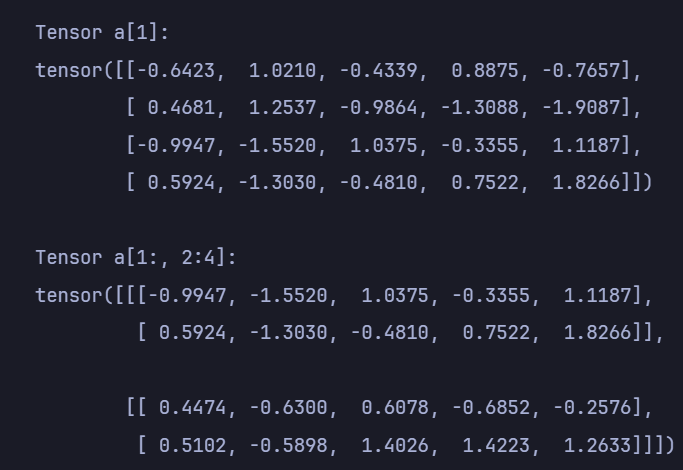 Tensor a[1]:
tensor([[-0.6423,  1.0210, -0.4339,  0.8875, -0.7657],
        [ 0.4681,  1.2537, -0.9864, -1.3088, -1.9087],
        [-0.9947, -1.5520,  1.0375, -0.3355,  1.1187],
        [ 0.5924, -1.3030, -0.4810,  0.7522,  1.8266]])

Tensor a[1:, 2:4]:
tensor([[[-0.9947, -1.5520,  1.0375, -0.3355,  1.1187],
         [ 0.5924, -1.3030, -0.4810,  0.7522,  1.8266]],

        [[ 0.4474, -0.6300,  0.6078, -0.6852, -0.2576],
         [ 0.5102, -0.5898,  1.4026,  1.4223,  1.2633]]])